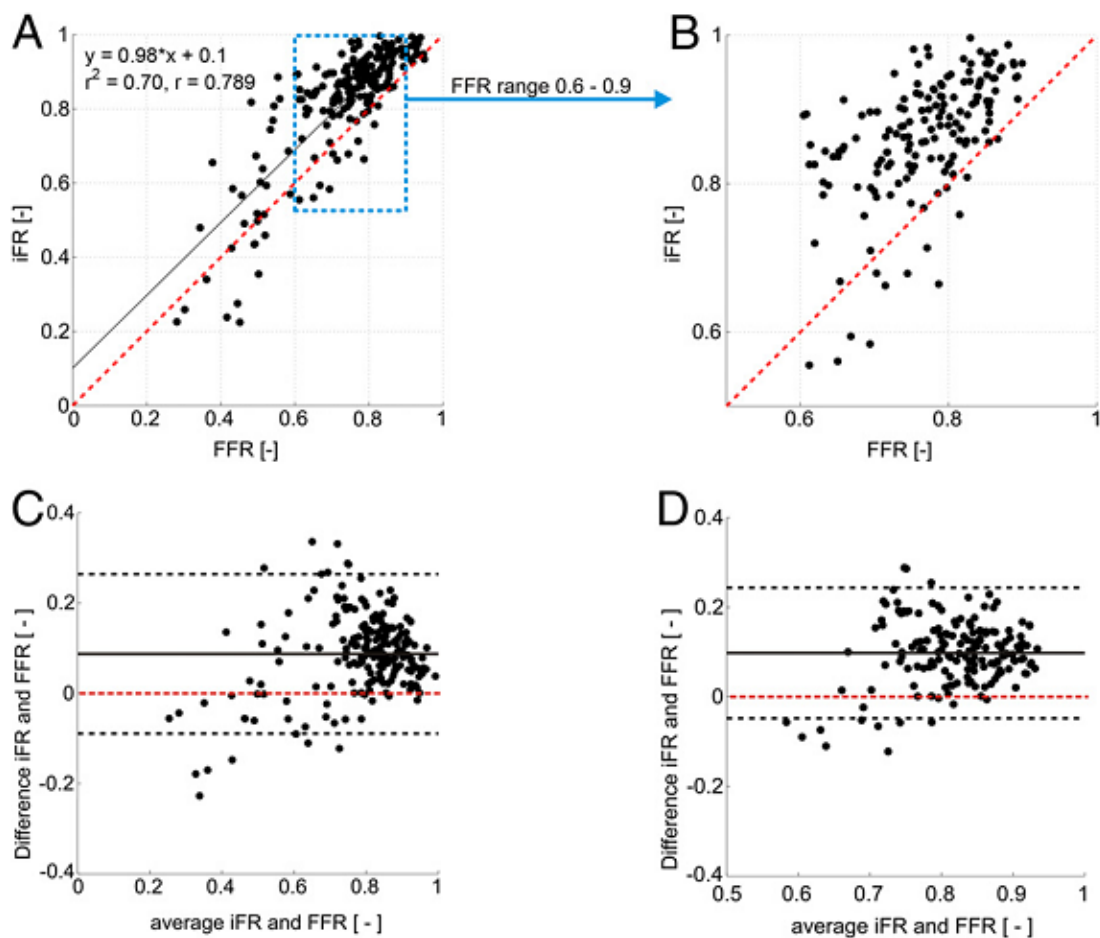 A
y = 0.98*x + 0.1
r² = 0.70, r = 0.789
1
0.8
0.6
0.4
0.2
0
iFR [-]
0
0.2
0.4
0.6
0.8
1
FFR [-]
FFR range 0.6 - 0.9
B
1
0.8
0.6
iFR [-]
0.6
0.8
1
FFR [-]
C
0.4
0.2
0
-0.2
-0.4
Difference iFR and FFR [ - ]
0
0.2
0.4
0.6
0.8
1
average iFR and FFR [ - ]
D
0.4
0.2
0
-0.2
-0.4
Difference iFR and FFR [ - ]
0.5
0.6
0.7
0.8
0.9
1
average iFR and FFR [ - ]